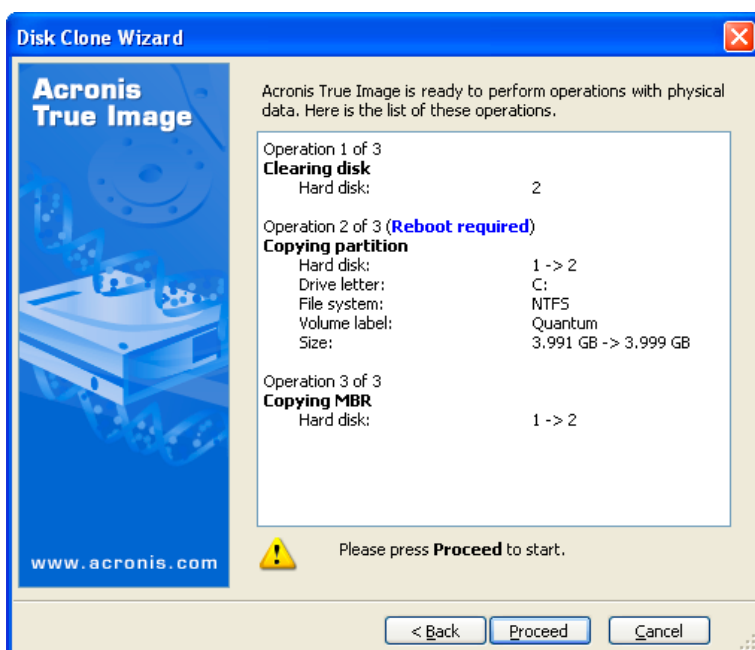 Disk Clone Wizard
Acronis
True Image
www.acronis.com
Acronis True Image is ready to perform operations with physical
data. Here is the list of these operations.
Operation 1 of 3
Clearing disk
Hard disk: 2
Operation 2 of 3 (Reboot required)
Copying partition
Hard disk: 1 -> 2
Drive letter: C:
File system: NTFS
Volume label: Quantum
Size: 3.991 GB -> 3.999 GB
Operation 3 of 3
Copying MBR
Hard disk: 1 -> 2
Please press Proceed to start.
< Back Proceed Cancel